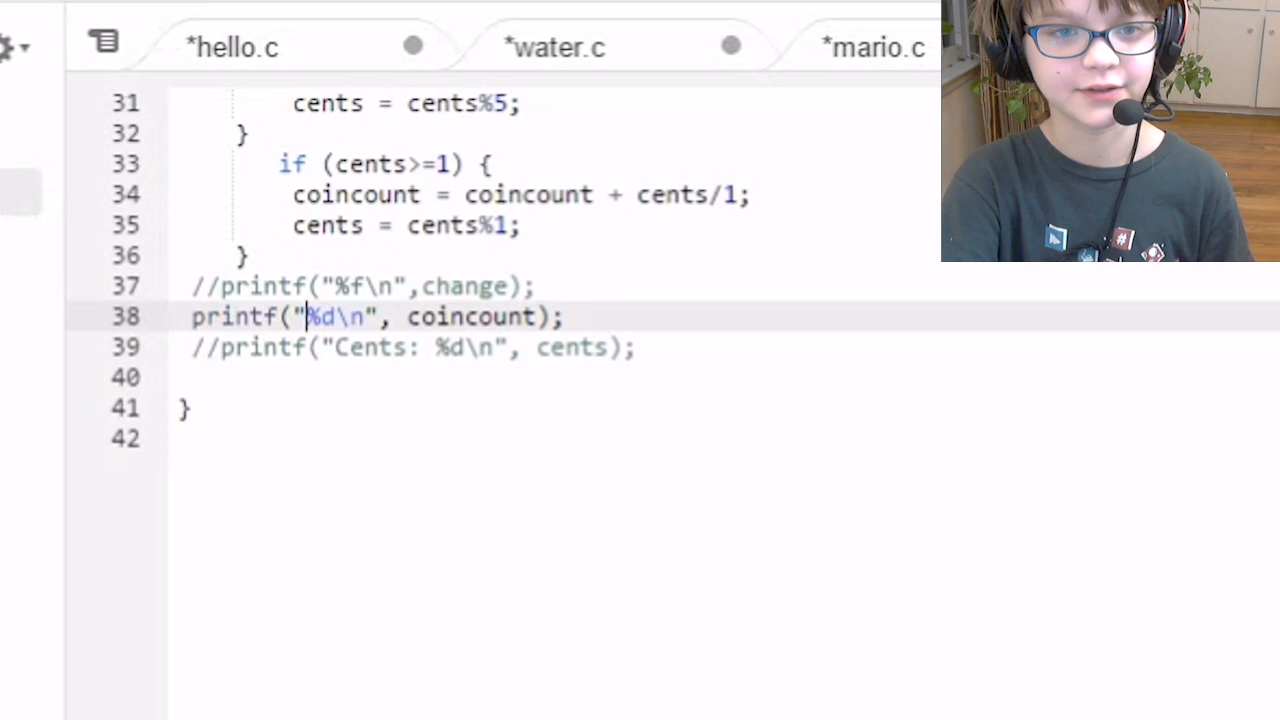 *hello.c
*water.c
*mario.c
31 cents = cents%5;
32 }
33 if (cents>=1) {
34 coincount = coincount + cents/1;
35 cents = cents%1;
36 }
37 //printf("%f\n",change);
38 printf("%d\n", coincount);
39 //printf("Cents: %d\n", cents);
40
41 }
42
#